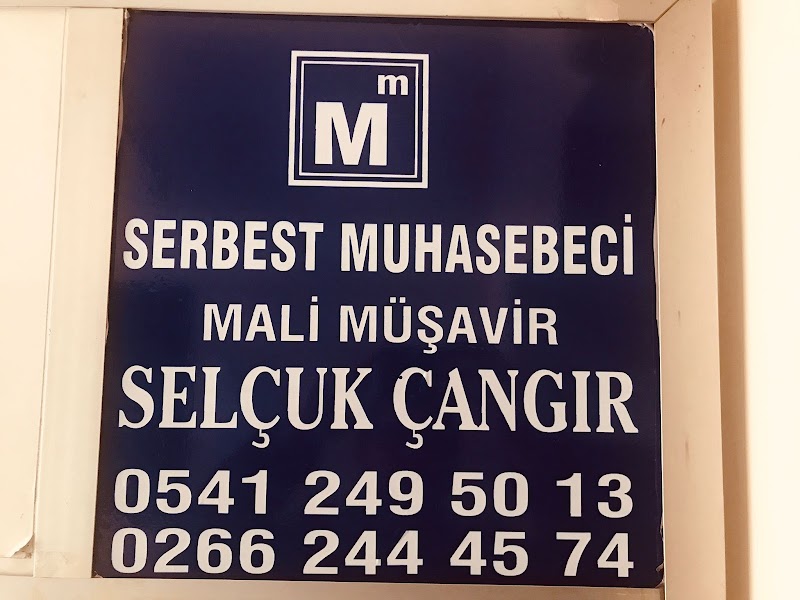 m
M
SERBEST MUHASEBECİ
MALİ MÜŞAVİR
SELÇUK ÇANGIR
0541 249 50 13
0266 244 45 74